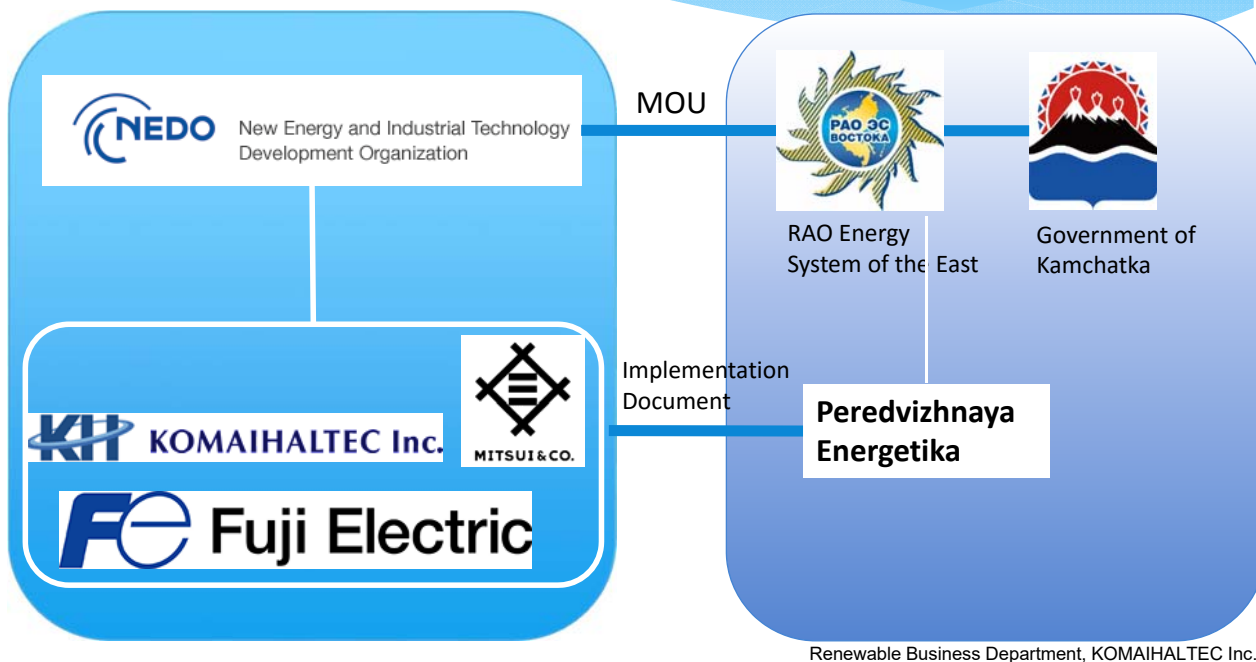 NEDO
New Energy and Industrial Technology
Development Organization
MOU
РАО ЭС
ВОСТОКА
RAO Energy
System of the East
Government of
Kamchatka
Implementation
Document
KH KOMAIHALTEC Inc.
MITSUI & CO.
Peredvizhnaya
Energetika
Fe Fuji Electric
Renewable Business Department, KOMAIHALTEC Inc.